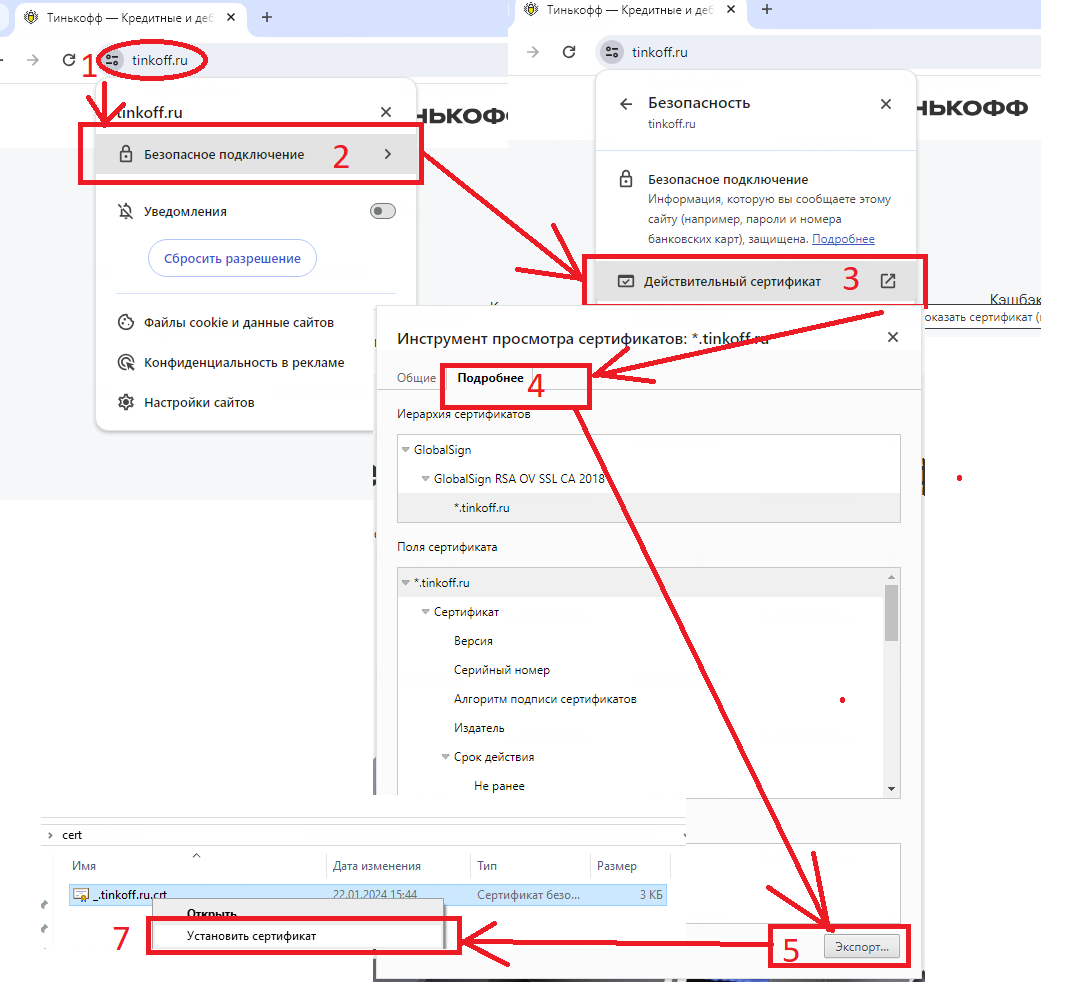 Тинькофф — Кредитные и деб
Тинькофф — Кредитные и деб
1
tinkoff.ru
tinkoff.ru
tinkoff.ru
Безопасное подключение
2
Уведомления
Сбросить разрешение
Файлы cookie и данные сайтов
Конфиденциальность в рекламе
Настройки сайтов
НЬКОФ
Безопасность
tinkoff.ru
НЬКОФФ
Безопасное подключение
Информация, которую вы сообщаете этому
сайту (например, пароли и номера
банковских карт), защищена. Подробнее
Действительный сертификат
3
Кэшбэк
оказать сертификат (
Инструмент просмотра сертификатов: *.tinkoff.ru
Общие
Подробнее
4
Иерархия сертификатов
GlobalSign
GlobalSign RSA OV SSL CA 2018
*.tinkoff.ru
Поля сертификата
*.tinkoff.ru
Сертификат
Версия
Серийный номер
Алгоритм подписи сертификатов
Издатель
Срок действия
Не ранее
5
Экспорт...
cert
Имя
Дата изменения
Тип
Размер
_.tinkoff.ru.crt
22.01.2024 15:44
Сертификат безо...
3 КБ
Открыть
7
Установить сертификат